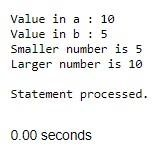 Value in a : 10
Value in b : 5
Smaller number is 5
Larger number is 10
Statement processed.
0.00 seconds